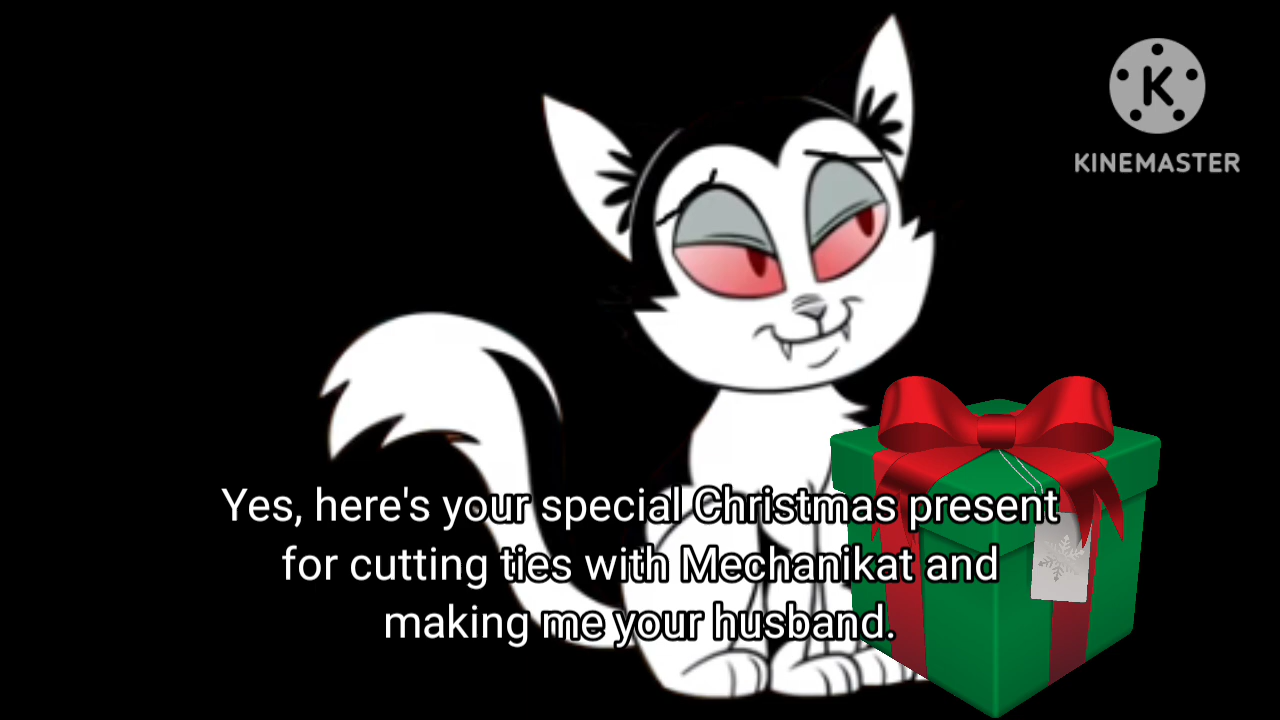 K
KINEMASTER
Yes, here's your special Christmas present
for cutting ties with Mechanikat and
making me your husband.